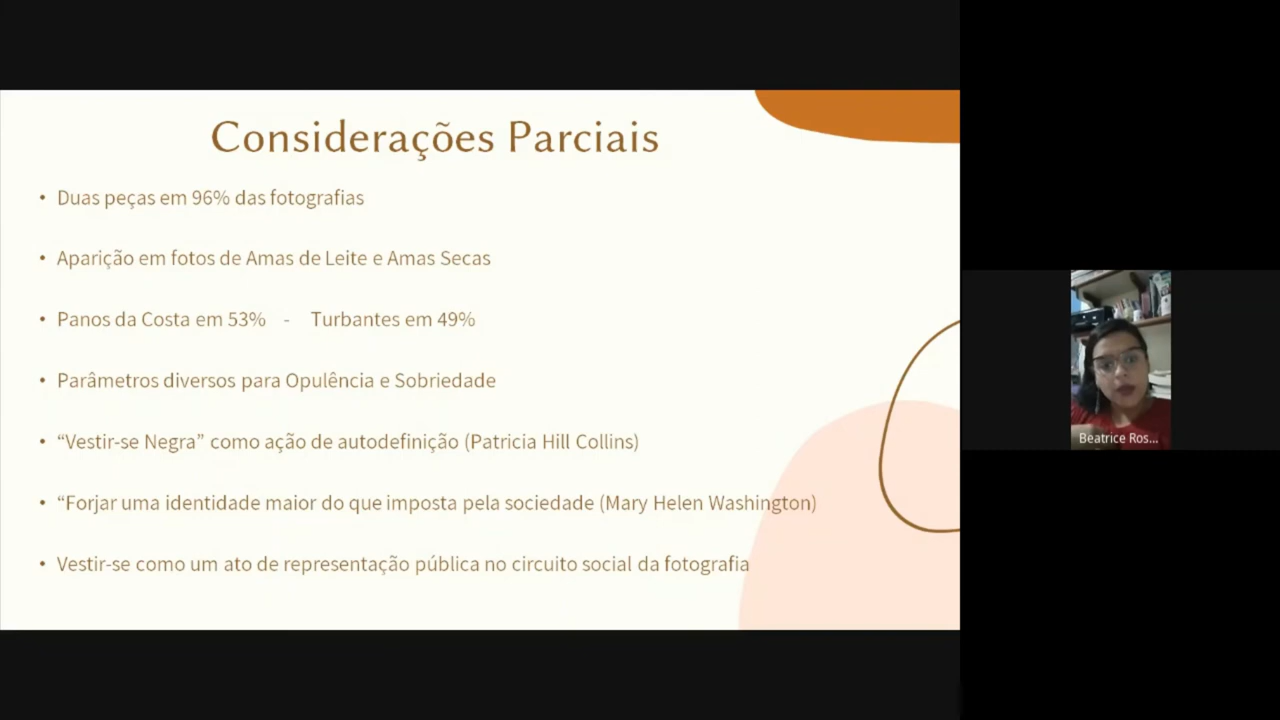 Considerações Parciais
• Duas peças em 96% das fotografias
• Aparição em fotos de Amas de Leite e Amas Secas
• Panos da Costa em 53% - Turbantes em 49%
• Parâmetros diversos para Opulência e Sobriedade
• “Vestir-se Negra” como ação de autodefinição (Patricia Hill Collins)
• “Forjar uma identidade maior do que imposta pela sociedade (Mary Helen Washington)
• Vestir-se como um ato de representação pública no circuito social da fotografia
Beatrice Ros...